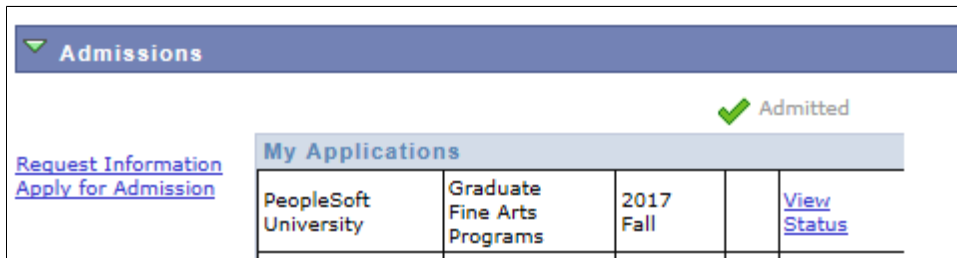 Admissions
Admitted
Request Information
Apply for Admission
My Applications
PeopleSoft
University
Graduate
Fine Arts
Programs
2017
Fall
View
Status